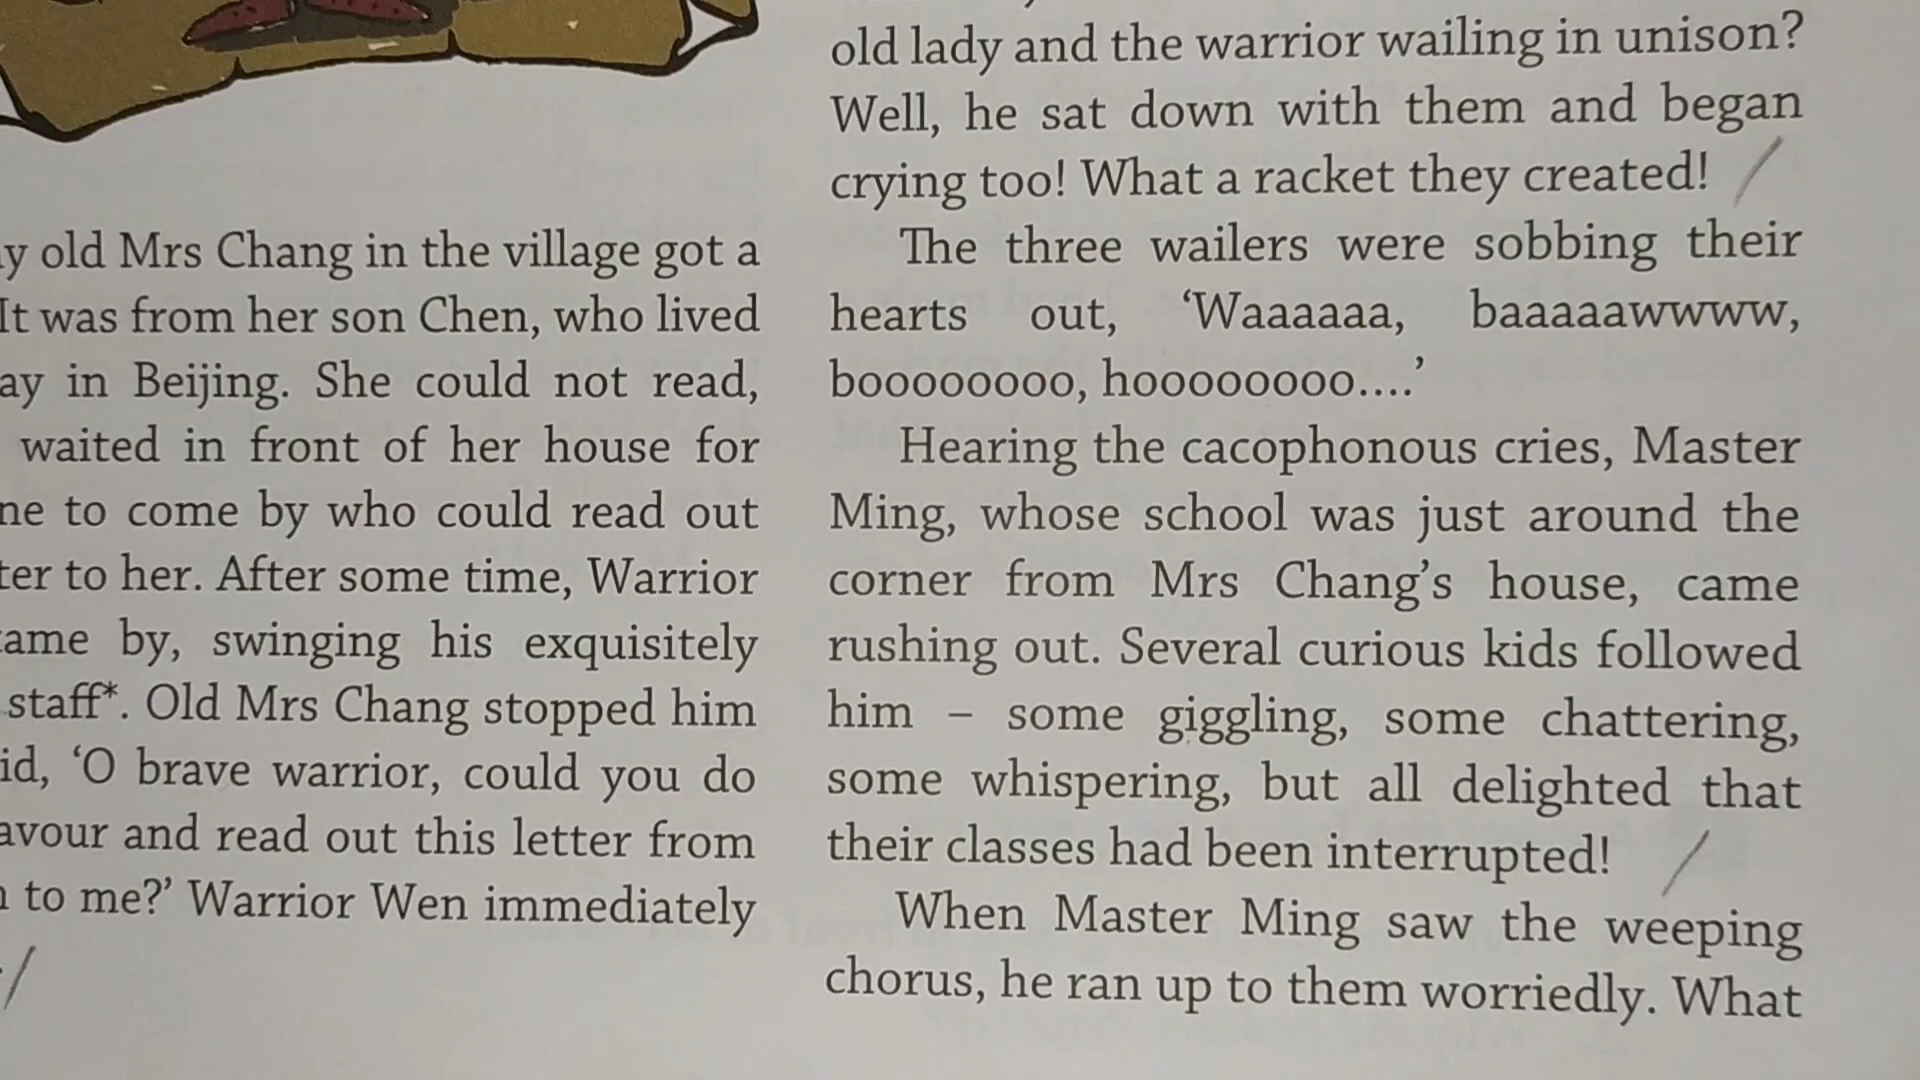 old Mrs Chang in the village got a
It was from her son Chen, who lived
in Beijing. She could not read,
waited in front of her house for
to come by who could read out
to her. After some time, Warrior
by, swinging his exquisitely
staff*. Old Mrs Chang stopped him
‘O brave warrior, could you do
and read out this letter from
to me?’ Warrior Wen immediately
old lady and the warrior wailing in unison?
Well, he sat down with them and began
crying too! What a racket they created!
The three wailers were sobbing their
hearts out, ‘Waaaaaa, baaaaawwww,
boooooooo, hooooooooo....’
Hearing the cacophonous cries, Master
Ming, whose school was just around the
corner from Mrs Chang’s house, came
rushing out. Several curious kids followed
him – some giggling, some chattering,
some whispering, but all delighted that
their classes had been interrupted!
When Master Ming saw the weeping
chorus, he ran up to them worriedly. What